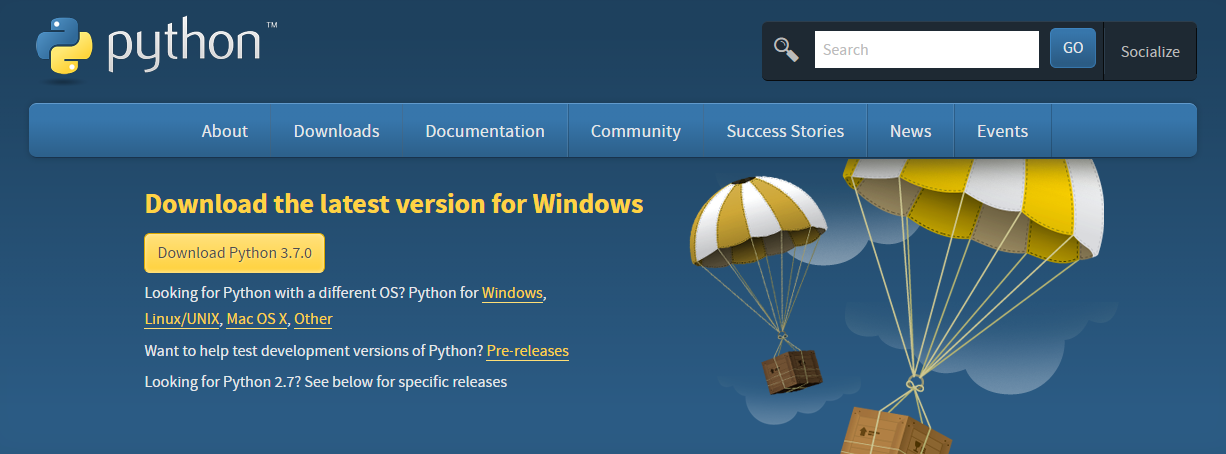 python™
Search
GO
Socialize
About
Downloads
Documentation
Community
Success Stories
News
Events
Download the latest version for Windows
Download Python 3.7.0
Looking for Python with a different OS? Python for Windows,
Linux/UNIX, Mac OS X, Other
Want to help test development versions of Python? Pre-releases
Looking for Python 2.7? See below for specific releases